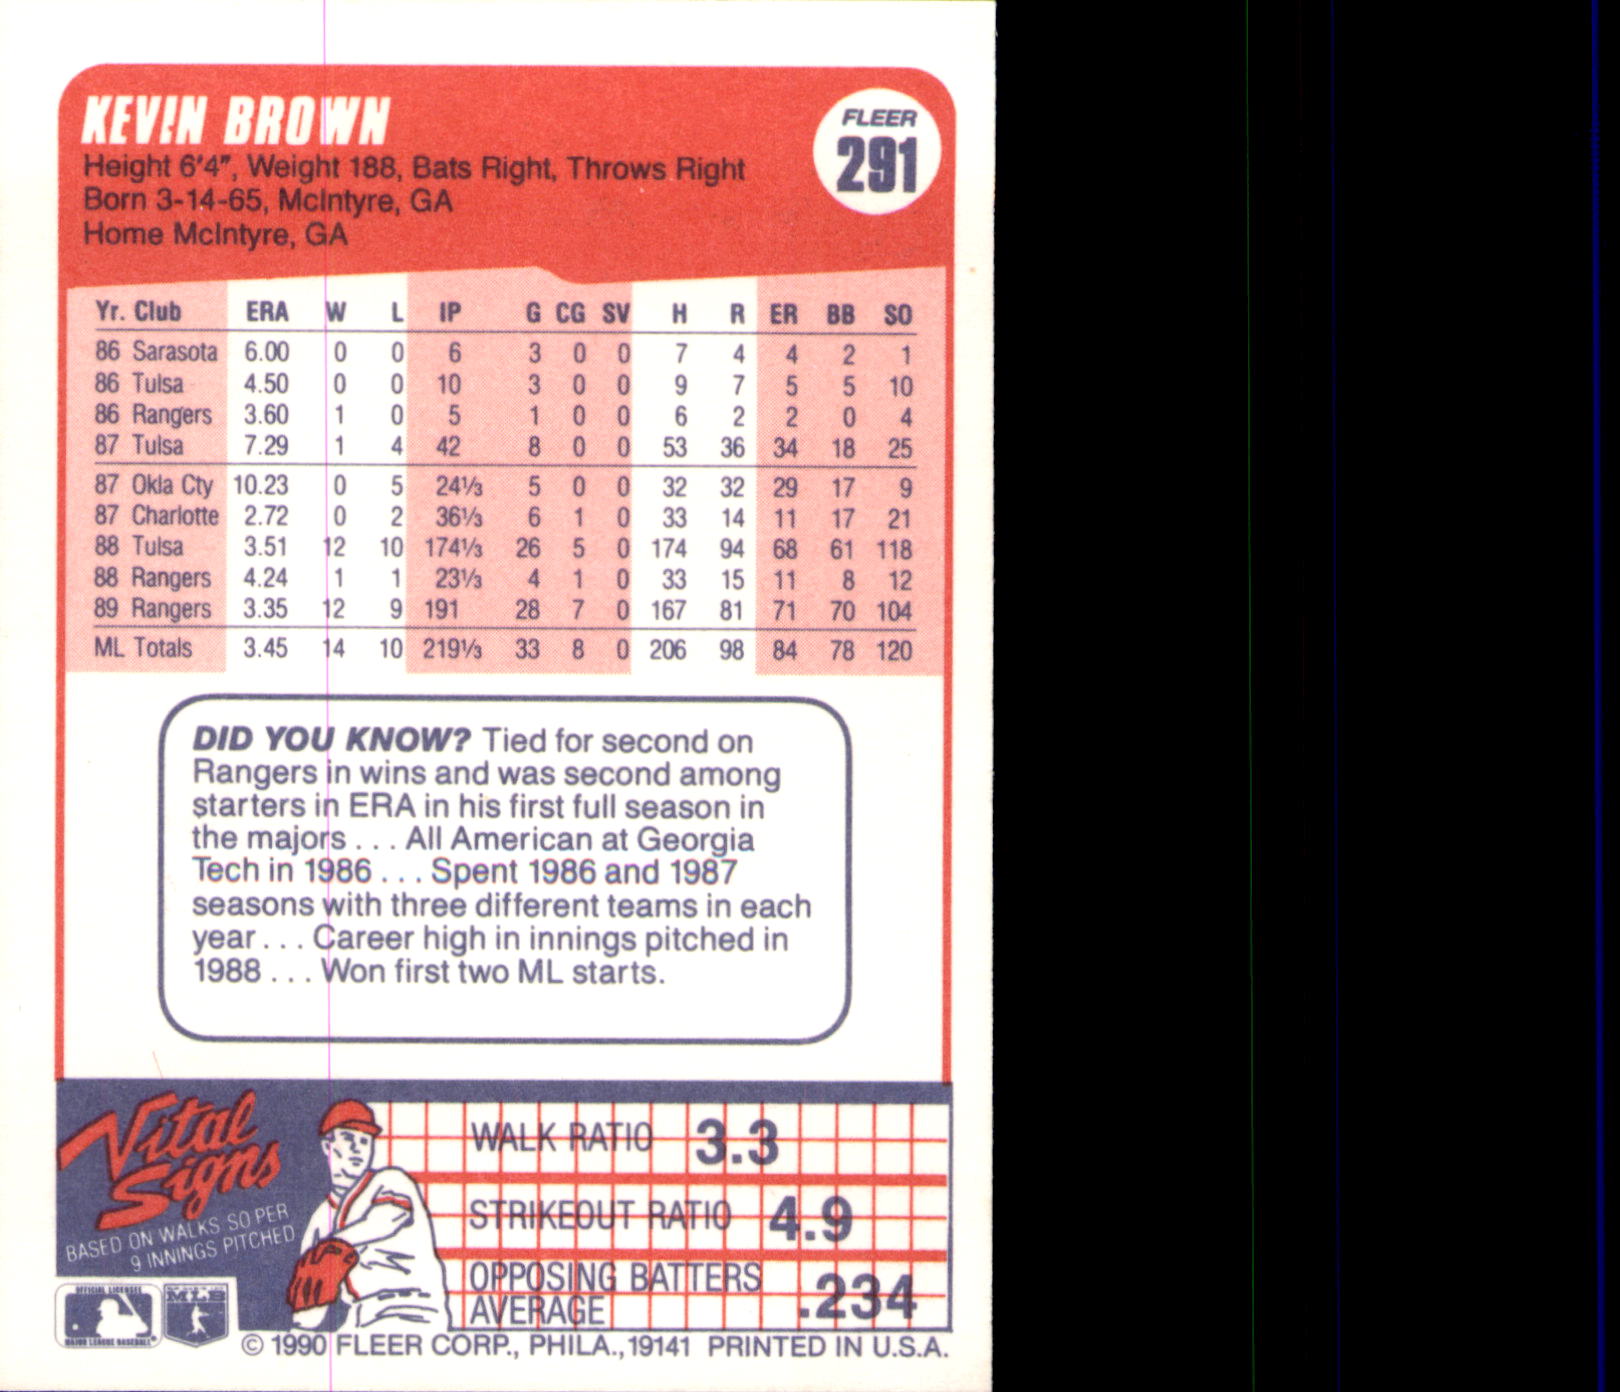 KEVIN BROWN
FLEER
291
Height 6'4", Weight 188, Bats Right, Throws Right
Born 3-14-65, McIntyre, GA
Home McIntyre, GA
Yr. Club ERA W L IP G CG SV H R ER BB SO
86 Sarasota 6.00 0 0 6 3 0 0 7 4 4 2 1
86 Tulsa 4.50 0 0 10 3 0 0 9 7 5 5 10
86 Rangers 3.60 1 0 5 1 0 0 6 2 2 0 4
87 Tulsa 7.29 1 4 42 8 0 0 53 36 34 18 25
87 Okla Cty 10.23 0 5 24⅓ 5 0 0 32 32 29 17 9
87 Charlotte 2.72 0 2 36⅓ 6 1 0 33 14 11 17 21
88 Tulsa 3.51 12 10 174⅓ 26 5 0 174 94 68 61 118
88 Rangers 4.24 1 1 23⅓ 4 1 0 33 15 11 8 12
89 Rangers 3.35 12 9 191 28 7 0 167 81 71 70 104
ML Totals 3.45 14 10 219⅓ 33 8 0 206 98 84 78 120
DID YOU KNOW? Tied for second on
Rangers in wins and was second among
starters in ERA in his first full season in
the majors . . . All American at Georgia
Tech in 1986 . . . Spent 1986 and 1987
seasons with three different teams in each
year . . . Career high in innings pitched in
1988 . . . Won first two ML starts.
Vital
Signs
BASED ON WALKS SO PER
9 INNINGS PITCHED
WALK RATIO 3.3
STRIKEOUT RATIO 4.9
OPPOSING BATTERS
AVERAGE .234
OFFICIAL LICENSEE
MAJOR LEAGUE BASEBALL
MLB
© 1990 FLEER CORP., PHILA., 19141 PRINTED IN U.S.A.